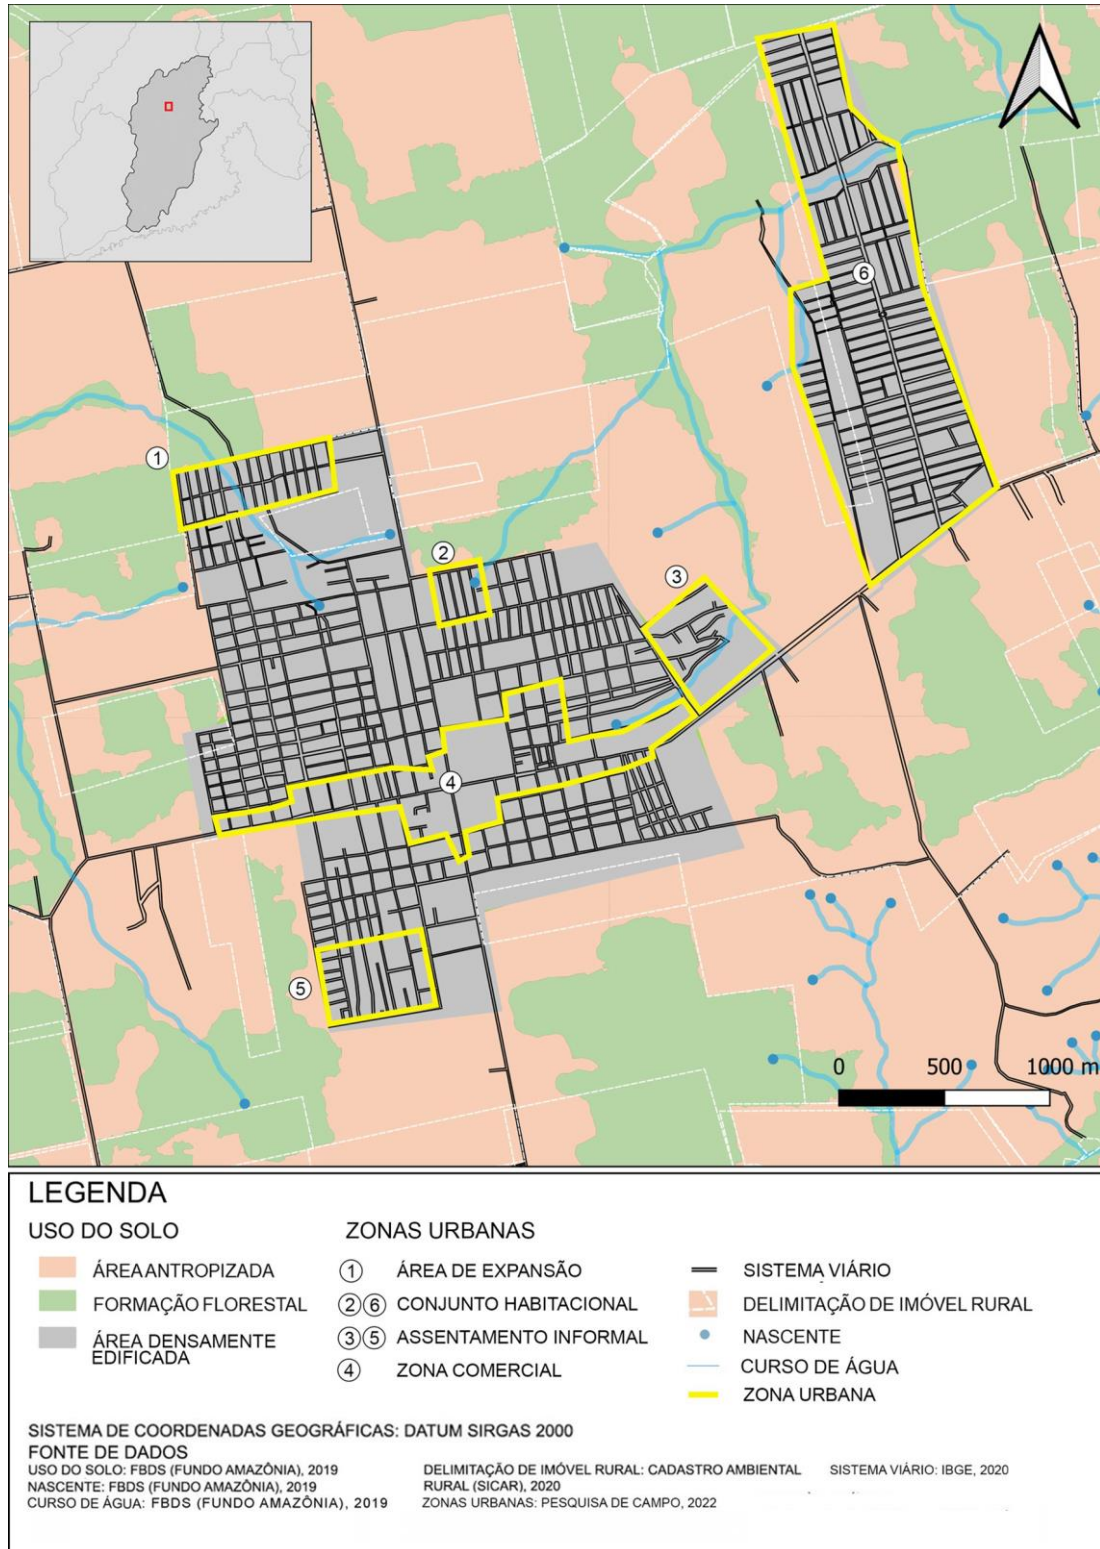 1
2
3
4
5
6
0 500 1000 m
LEGENDA
USO DO SOLO
ÁREA ANTROPIZADA
FORMAÇÃO FLORESTAL
ÁREA DENSAMENTE
EDIFICADA
ZONAS URBANAS
1 ÁREA DE EXPANSÃO
2 6 CONJUNTO HABITACIONAL
3 5 ASSENTAMENTO INFORMAL
4 ZONA COMERCIAL
SISTEMA VIÁRIO
DELIMITAÇÃO DE IMÓVEL RURAL
NASCENTE
CURSO DE ÁGUA
ZONA URBANA
SISTEMA DE COORDENADAS GEOGRÁFICAS: DATUM SIRGAS 2000
FONTE DE DADOS
USO DO SOLO: FBDS (FUNDO AMAZÔNIA), 2019
NASCENTE: FBDS (FUNDO AMAZÔNIA), 2019
CURSO DE ÁGUA: FBDS (FUNDO AMAZÔNIA), 2019
DELIMITAÇÃO DE IMÓVEL RURAL: CADASTRO AMBIENTAL
RURAL (SICAR), 2020
ZONAS URBANAS: PESQUISA DE CAMPO, 2022
SISTEMA VIÁRIO: IBGE, 2020